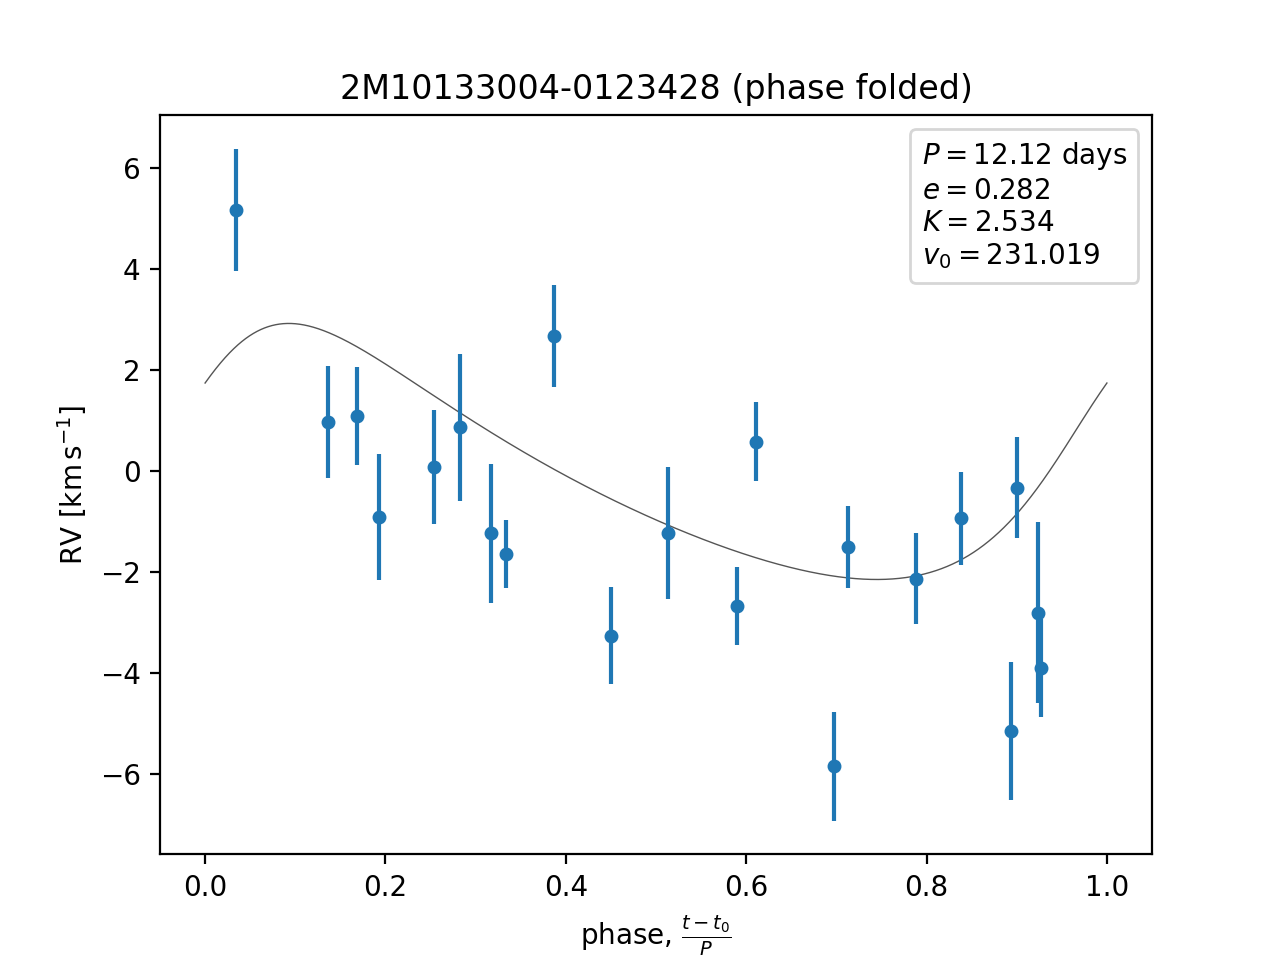 2M10133004-0123428 (phase folded)
P = 12.12 days
e = 0.282
K = 2.534
v₀ = 231.019
RV [km s⁻¹]
6
4
2
0
−2
−4
−6
0.0 0.2 0.4 0.6 0.8 1.0
phase, (t − t₀)/P